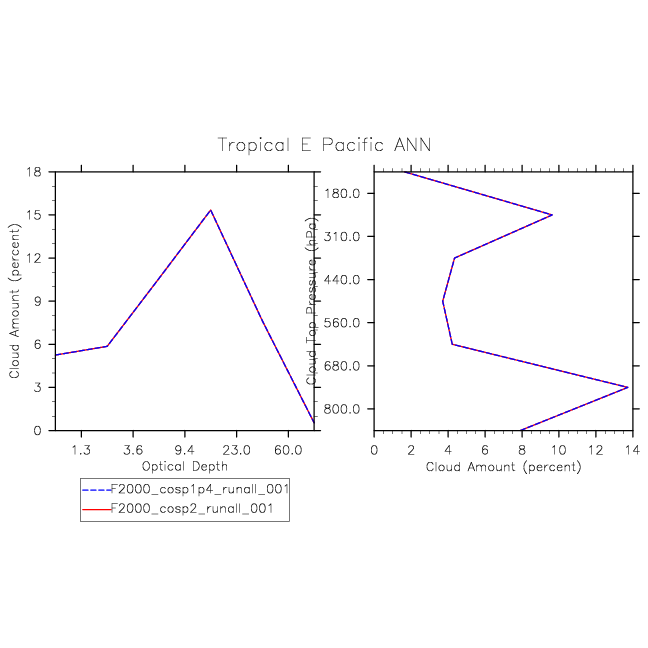 Tropical E Pacific ANN
Cloud Amount (percent)
18
15
12
9
6
3
0
1.3 3.6 9.4 23.0 60.0
Optical Depth
Cloud Top Pressure (hPa)
180.0
310.0
440.0
560.0
680.0
800.0
0 2 4 6 8 10 12 14
Cloud Amount (percent)
F2000_cosp1p4_runall_001
F2000_cosp2_runall_001